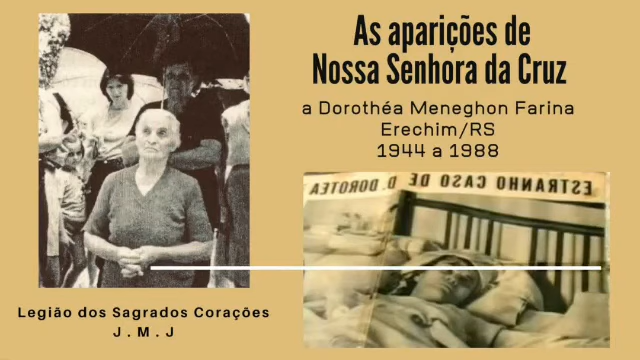 As aparições de
Nossa Senhora da Cruz
a Dorothéa Meneghon Farina
Erechim/RS
1944 a 1988
ESTRANHO CASO DE D. DOROTEA
Legião dos Sagrados Corações
J . M . J